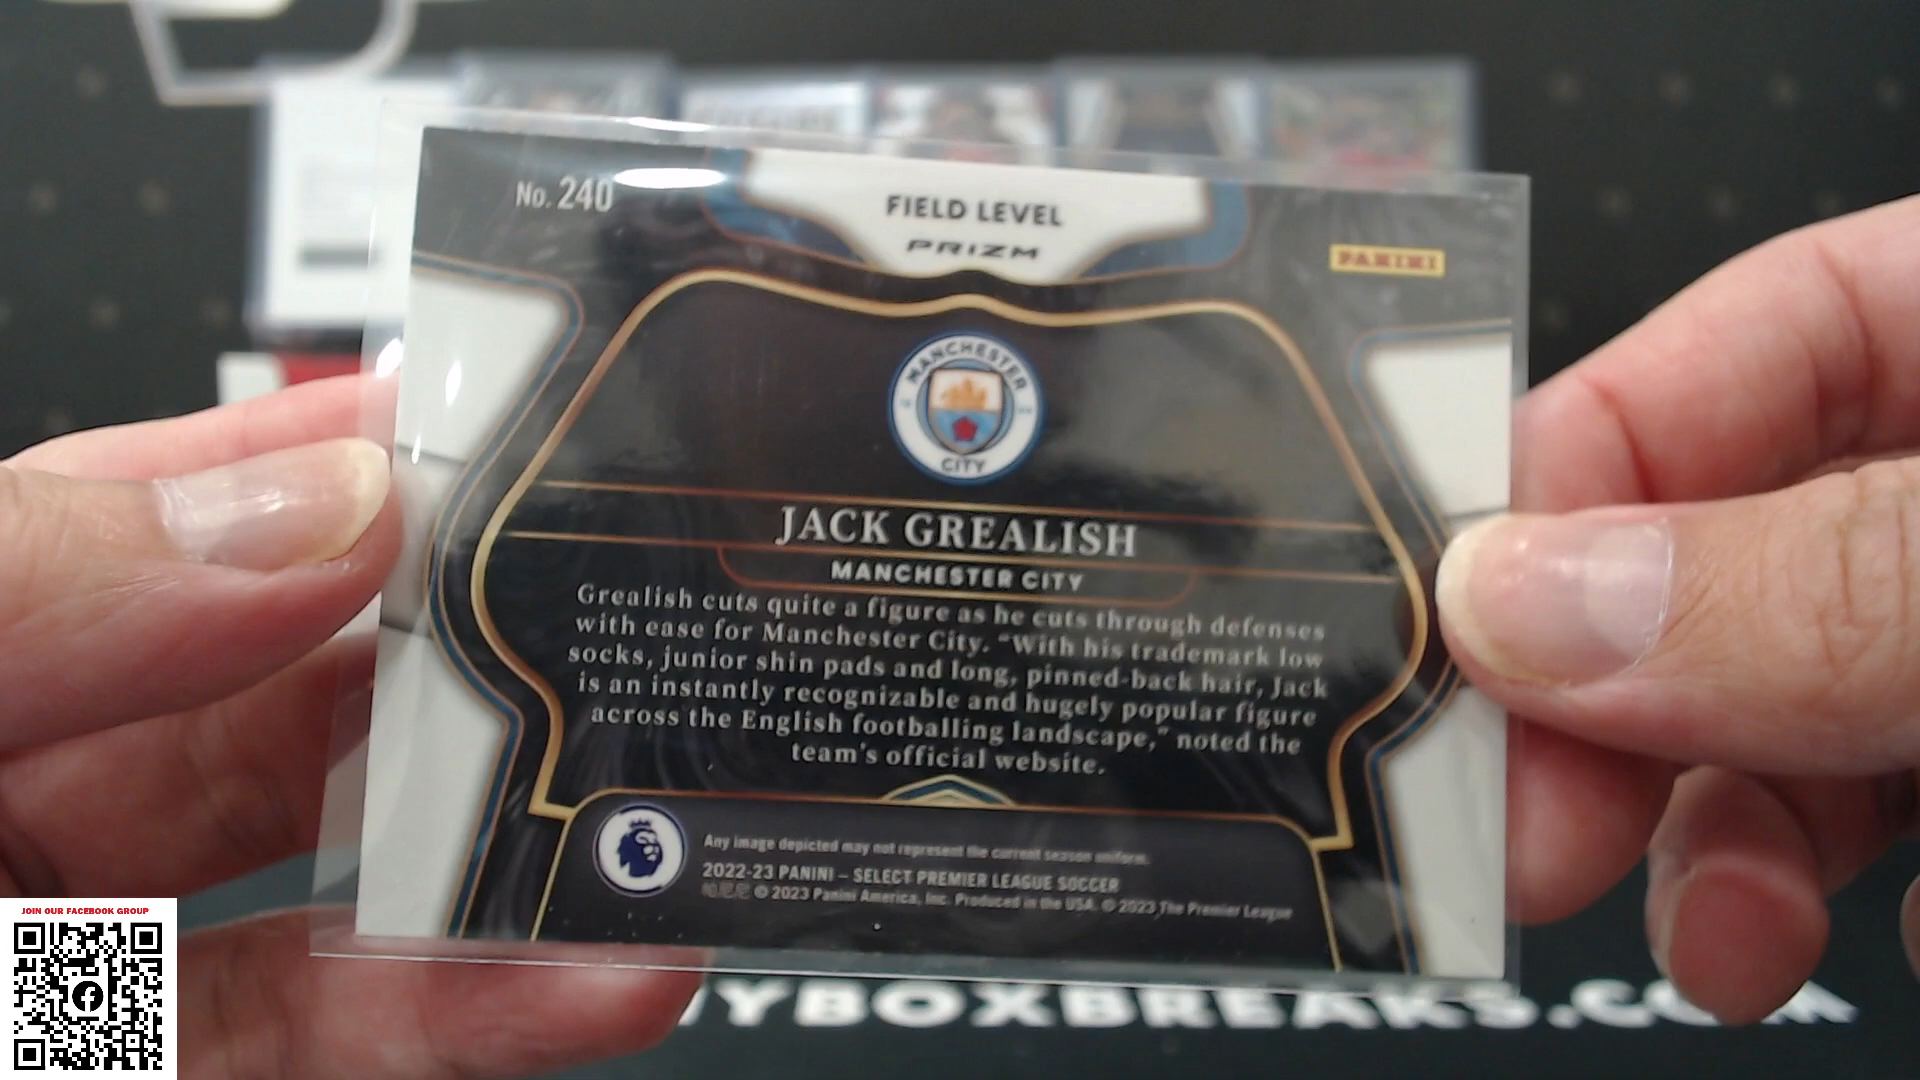 No. 240
FIELD LEVEL
PRIZM
PANINI
MANCHESTER
CITY
JACK GREALISH
MANCHESTER CITY
Grealish cuts quite a figure as he cuts through defenses
with ease for Manchester City. “With his trademark low
socks, junior shin pads and long, pinned-back hair, Jack
is an instantly recognizable and hugely popular figure
across the English footballing landscape,” noted the
team's official website.
Any image depicted may not represent the current season uniform.
2022-23 PANINI – SELECT PREMIER LEAGUE SOCCER
帕尼尼 © 2023 Panini America, Inc. Produced in the USA. © 2023 The Premier League
JOIN OUR FACEBOOK GROUP
YBOXBREAKS.COM